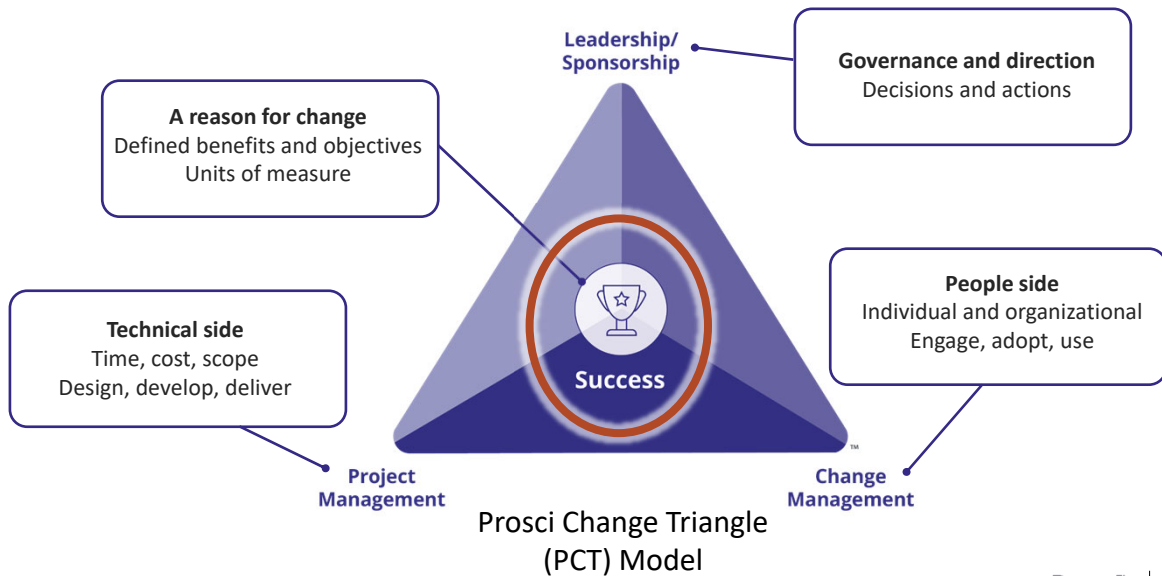 Leadership/
Sponsorship
Governance and direction
Decisions and actions
A reason for change
Defined benefits and objectives
Units of measure
People side
Individual and organizational
Engage, adopt, use
Technical side
Time, cost, scope
Design, develop, deliver
Success
™
Project
Management
Change
Management
Prosci Change Triangle
(PCT) Model